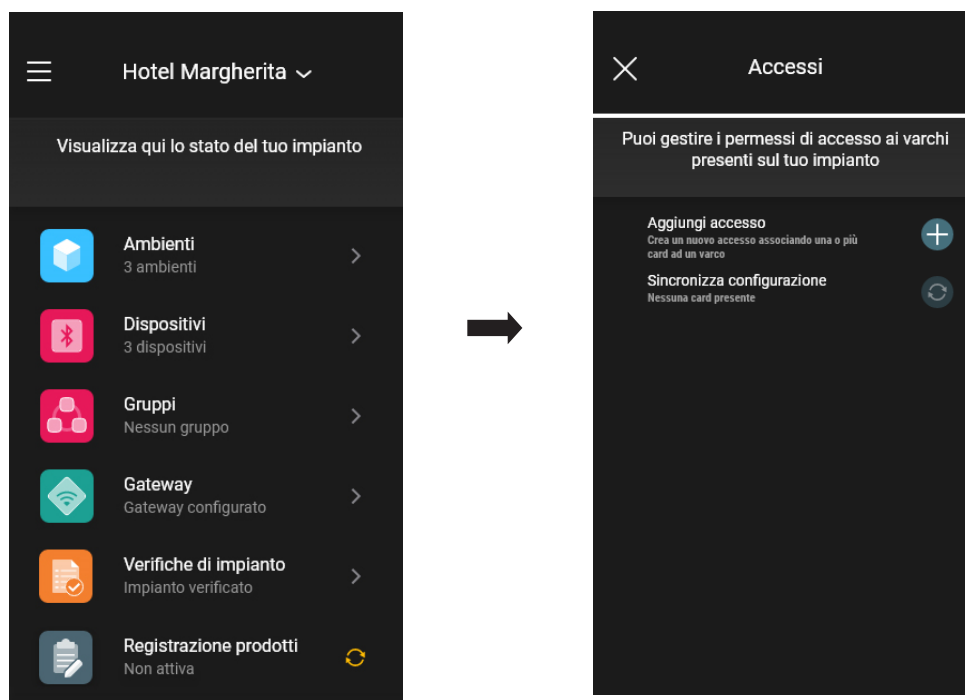 Hotel Margherita
Visualizza qui lo stato del tuo impianto
Ambienti
3 ambienti
Dispositivi
3 dispositivi
Gruppi
Nessun gruppo
Gateway
Gateway configurato
Verifiche di impianto
Impianto verificato
Registrazione prodotti
Non attiva
Accessi
Puoi gestire i permessi di accesso ai varchi
presenti sul tuo impianto
Aggiungi accesso
Crea un nuovo accesso associando una o più
card ad un varco
Sincronizza configurazione
Nessuna card presente